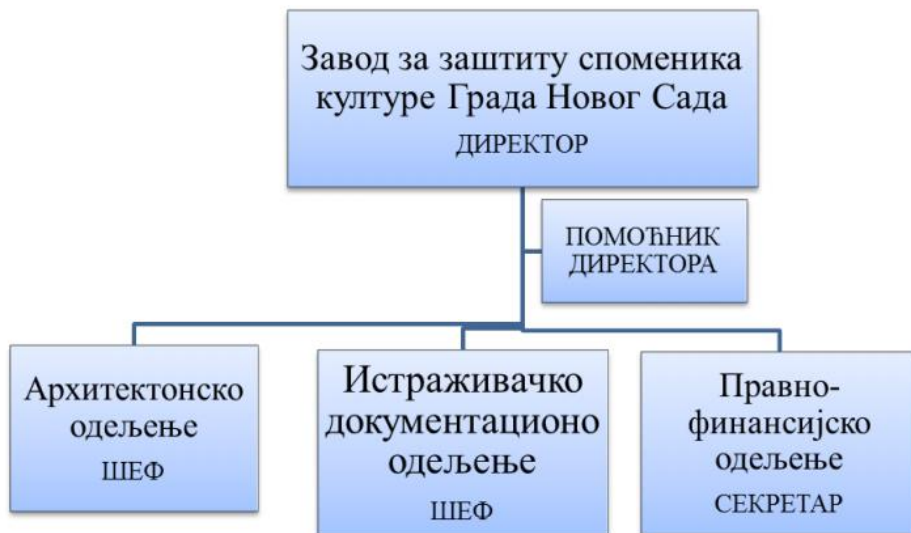 Завод за заштиту споменика
културе Града Новог Сада
ДИРЕКТОР
ПОМОЋНИК
ДИРЕКТОРА
Архитектонско
одељење
ШЕФ
Истраживачко
документационо
одељење
ШЕФ
Правно-
финансијско
одељење
СЕКРЕТАР